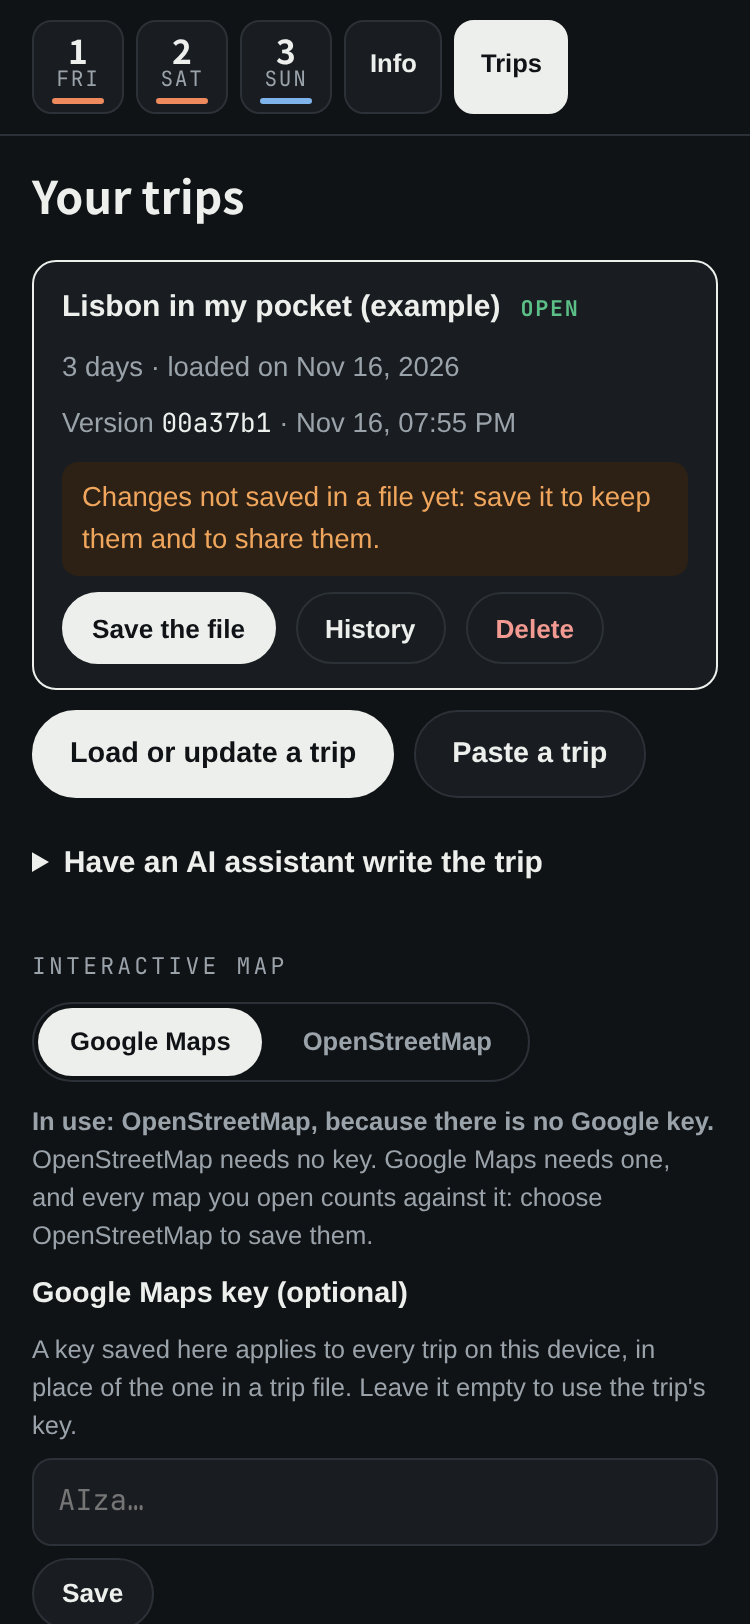 1
FRI
2
SAT
3
SUN
Info
Trips
Your trips
Lisbon in my pocket (example) OPEN
3 days · loaded on Nov 16, 2026
Version 00a37b1 · Nov 16, 07:55 PM
Changes not saved in a file yet: save it to keep
them and to share them.
Save the file
History
Delete
Load or update a trip
Paste a trip
Have an AI assistant write the trip
INTERACTIVE MAP
Google Maps
OpenStreetMap
In use: OpenStreetMap, because there is no Google key.
OpenStreetMap needs no key. Google Maps needs one,
and every map you open counts against it: choose
OpenStreetMap to save them.
Google Maps key (optional)
A key saved here applies to every trip on this device, in
place of the one in a trip file. Leave it empty to use the trip's
key.
AIza…
Save